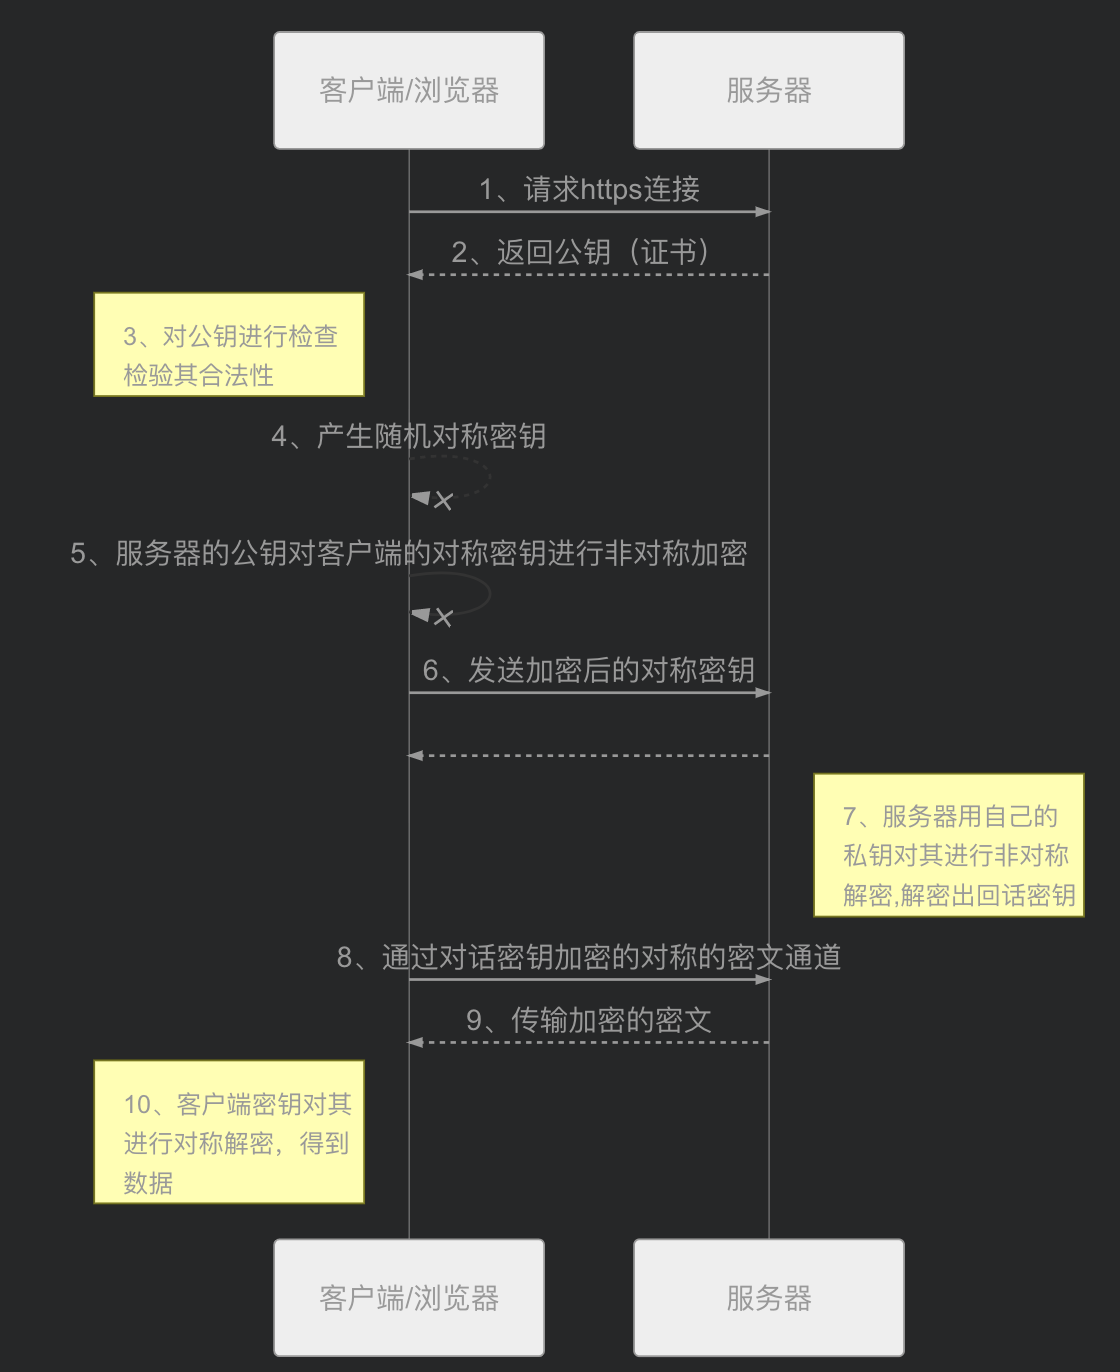 客户端/浏览器
服务器
1、请求https连接
2、返回公钥（证书）
3、对公钥进行检查
检验其合法性
4、产生随机对称密钥
5、服务器的公钥对客户端的对称密钥进行非对称加密
6、发送加密后的对称密钥
7、服务器用自己的
私钥对其进行非对称
解密,解密出回话密钥
8、通过对话密钥加密的对称的密文通道
9、传输加密的密文
10、客户端密钥对其
进行对称解密，得到
数据
客户端/浏览器
服务器